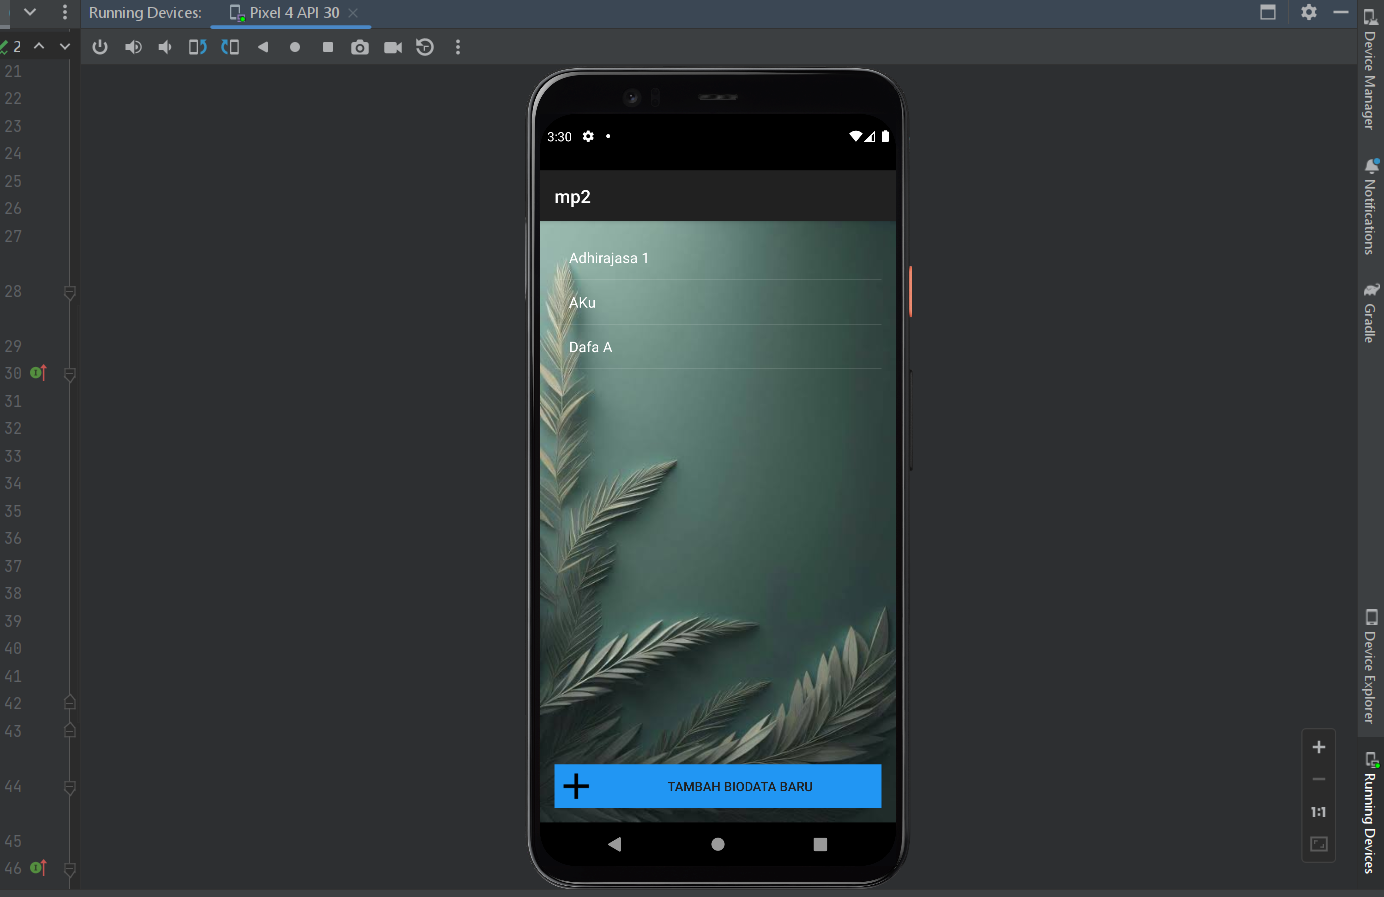 Running Devices: Pixel 4 API 30
2
21
22
23
24
25
26
27
28
29
30
31
32
33
34
35
36
37
38
39
40
41
42
43
44
45
46
3:30
mp2
Adhirajasa 1
AKu
Dafa A
TAMBAH BIODATA BARU
1:1
Device Manager
Notifications
Gradle
Device Explorer
Running Devices